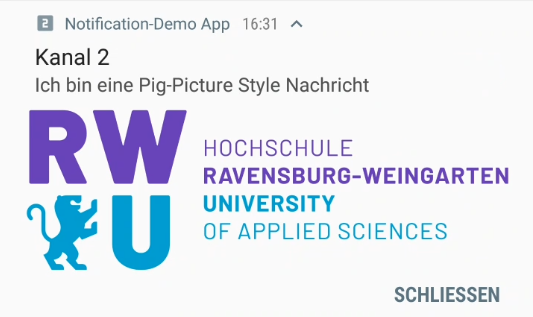 2 Notification-Demo App 16:31
Kanal 2
Ich bin eine Pig-Picture Style Nachricht
RW
U
HOCHSCHULE
RAVENSBURG-WEINGARTEN
UNIVERSITY
OF APPLIED SCIENCES
SCHLIESSEN